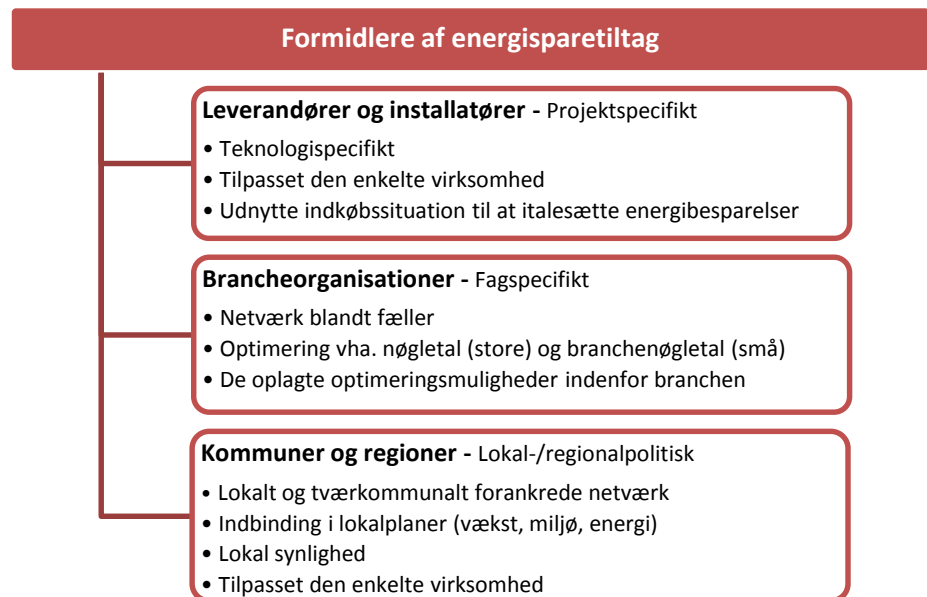 Formidlere af energisparetiltag
Leverandører og installatører - Projektspecifikt
• Teknologispecifikt
• Tilpasset den enkelte virksomhed
• Udnytte indkøbssituation til at italesætte energibesparelser
Brancheorganisationer - Fagspecifikt
• Netværk blandt fæller
• Optimering vha. nøgletal (store) og branchenøgletal (små)
• De oplagte optimeringsmuligheder indenfor branchen
Kommuner og regioner - Lokal-/regionalpolitisk
• Lokalt og tværkommunalt forankrede netværk
• Indbinding i lokalplaner (vækst, miljø, energi)
• Lokal synlighed
• Tilpasset den enkelte virksomhed